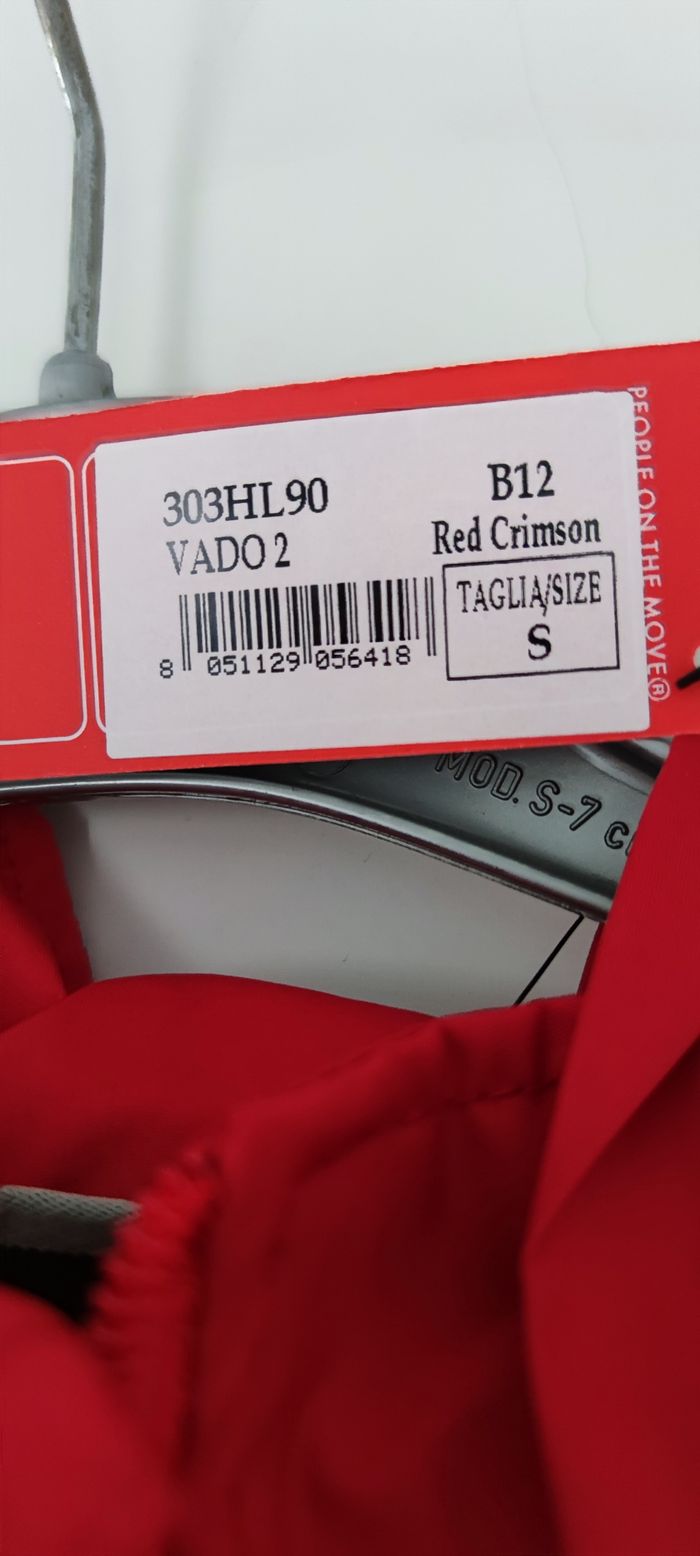 303HL90
VADO 2
B12
Red Crimson
TAGLIA/SIZE
S
8 051129 056418
PEOPLE ON THE MOVE®
MOD. S-7